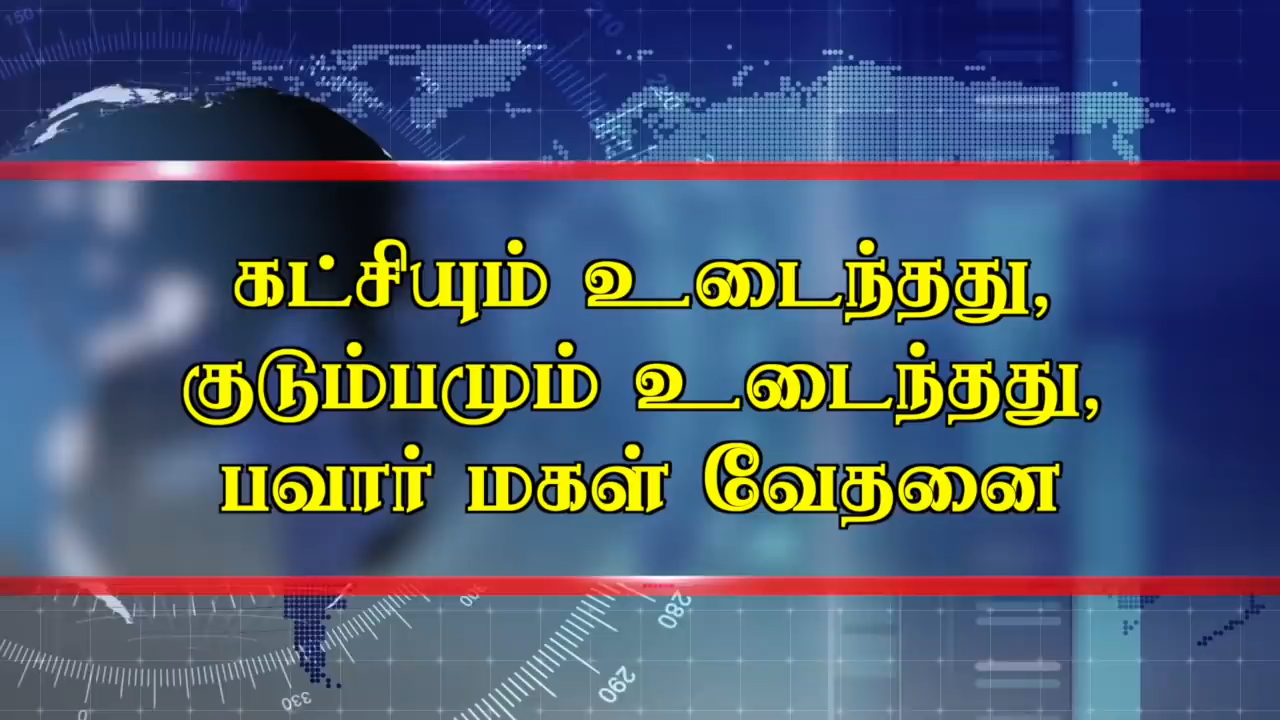 கட்சியும் உடைந்தது,
குடும்பமும் உடைந்தது,
பவார் மகள் வேதனை